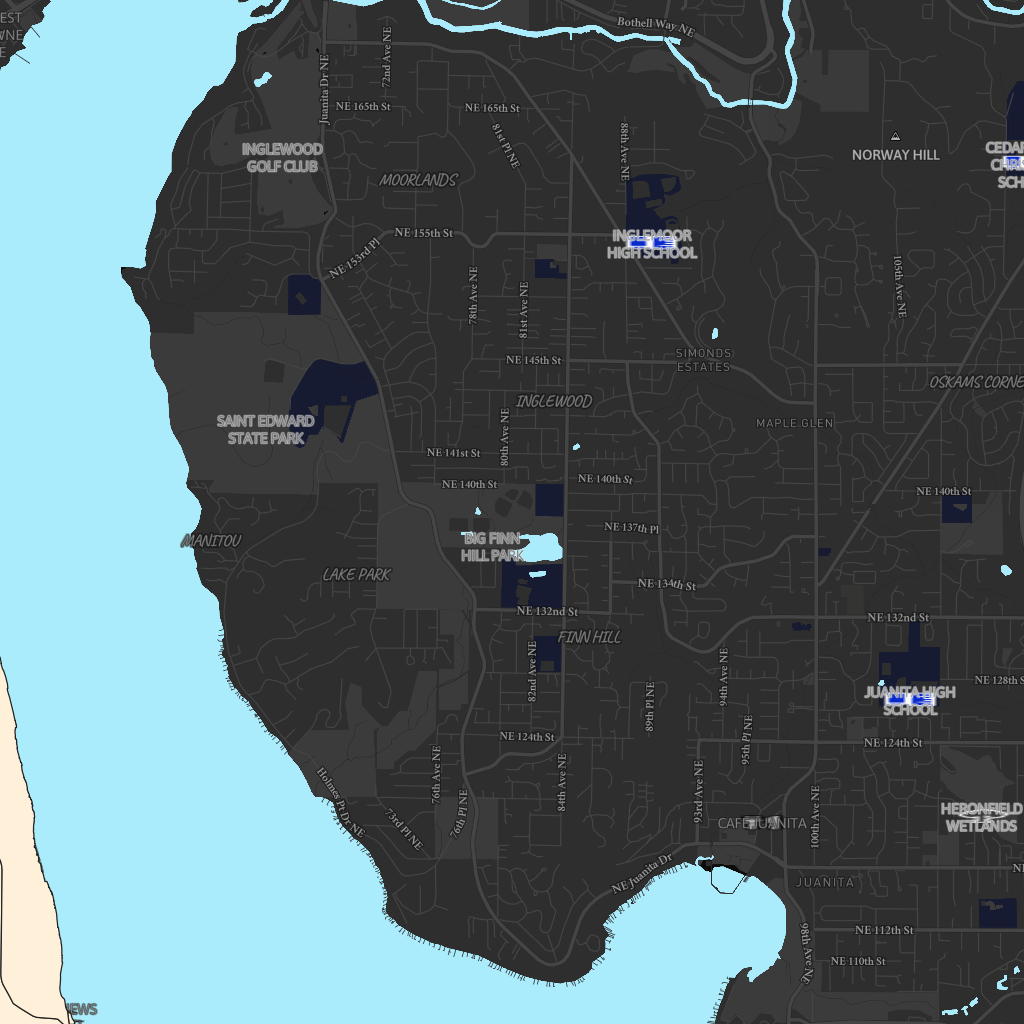 Bothell Way NE
72nd Ave NE
Juanita Dr NE
NE 165th St
NE 165th St
81st Pl NE
88th Ave NE
INGLEWOOD
GOLF CLUB
MOORLANDS
NORWAY HILL
NE 155th St
INGLEMOOR
HIGH SCHOOL
NE 153rd Pl
78th Ave NE
81st Ave NE
105th Ave NE
NE 145th St
SIMONDS
ESTATES
INGLEWOOD
SAINT EDWARD
STATE PARK
80th Ave NE
MAPLE GLEN
NE 141st St
NE 140th St
NE 140th St
NE 140th St
NE 137th Pl
MANITOU
BIG FINN
HILL PARK
LAKE PARK
NE 134th St
NE 132nd St
NE 132nd St
FINN HILL
82nd Ave NE
94th Ave NE
89th Pl NE
JUANITA HIGH
SCHOOL
NE 128th S
NE 124th St
NE 124th St
95th Pl NE
76th Ave NE
84th Ave NE
93rd Ave NE
100th Ave NE
Holmes Pt Dr NE
73rd Pl NE
76th Pl NE
CAFE JUANITA
HERONFIELD
WETLANDS
NE Juanita Dr
JUANITA
NE 112th St
98th Ave NE
NE 110th St